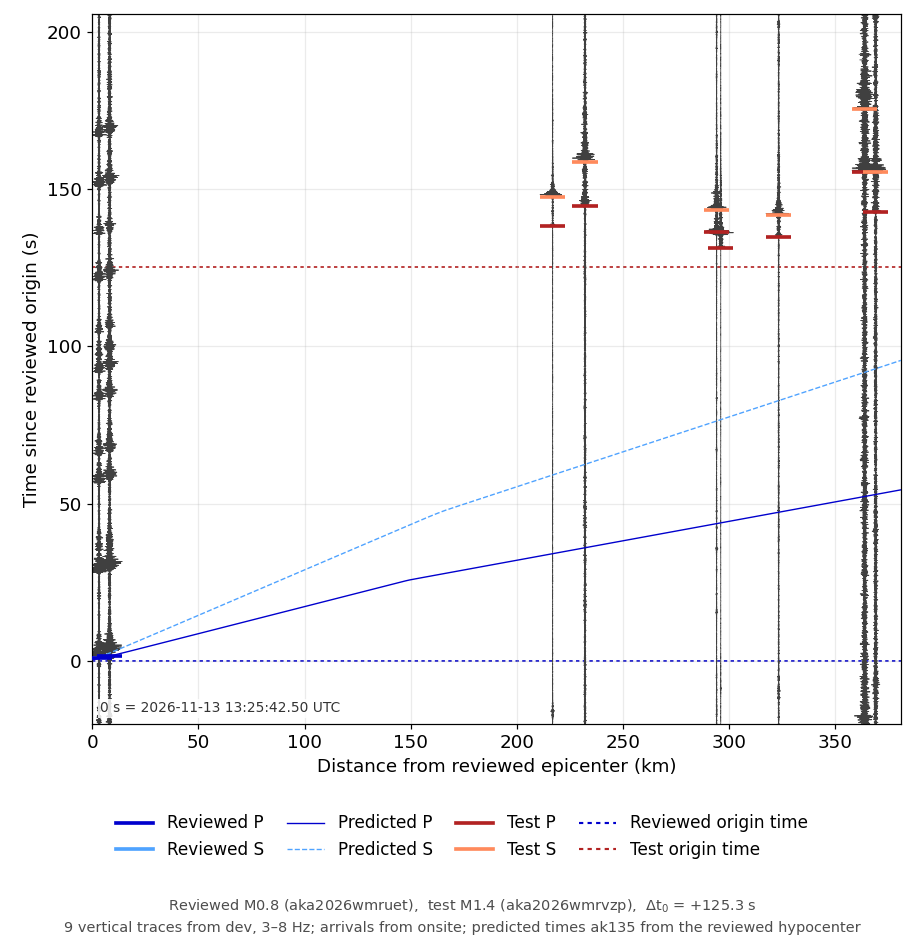 200
150
100
50
0
Time since reviewed origin (s)
0 s = 2026-11-13 13:25:42.50 UTC
0 50 100 150 200 250 300 350
Distance from reviewed epicenter (km)
Reviewed P Predicted P Test P Reviewed origin time
Reviewed S Predicted S Test S Test origin time
Reviewed M0.8 (aka2026wmruet), test M1.4 (aka2026wmrvzp), Δt₀ = +125.3 s
9 vertical traces from dev, 3–8 Hz; arrivals from onsite; predicted times ak135 from the reviewed hypocenter